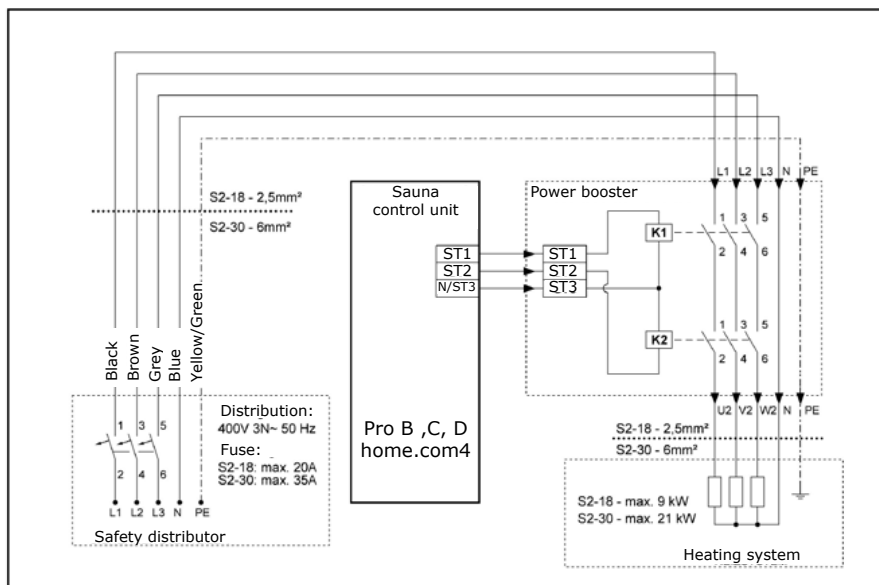 L1 L2 L3 N PE
S2-18 - 2,5mm²
S2-30 - 6mm²
Sauna
control unit
Power booster
1 3 5
K1
2 4 6
ST1 ST1
ST2 ST2
N/ST3 ST3
1 3 5
K2
2 4 6
U2 V2 W2 N PE
Black
Brown
Grey
Blue
Yellow/Green
Distribution:
400V 3N~ 50 Hz
Fuse:
S2-18: max. 20A
S2-30: max. 35A
1 3 5
2 4 6
L1 L2 L3 N PE
Safety distributor
Pro B ,C, D
home.com4
S2-18 - 2,5mm²
S2-30 - 6mm²
S2-18 - max. 9 kW
S2-30 - max. 21 kW
Heating system